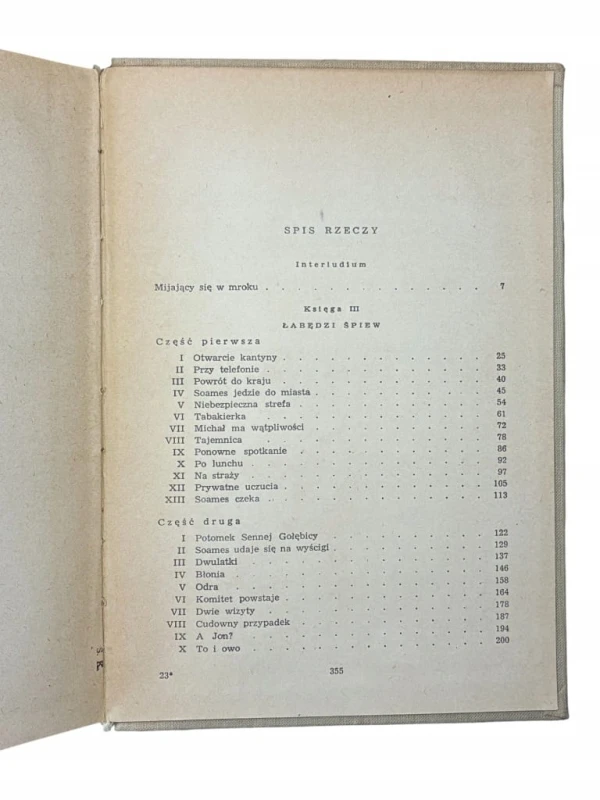 SPIS RZECZY
Interludium
Mijający się w mroku . . . . . . . . . . . . . . 7
Księga III
ŁABĘDZI ŚPIEW
Część pierwsza
I Otwarcie kantyny . . . . . . . . . . . . 25
II Przy telefonie . . . . . . . . . . . . 33
III Powrót do kraju . . . . . . . . . . . . 40
IV Soames jedzie do miasta . . . . . . . . . . 45
V Niebezpieczna strefa . . . . . . . . . . . 54
VI Tabakierka . . . . . . . . . . . . . 61
VII Michał ma wątpliwości . . . . . . . . . . 72
VIII Tajemnica . . . . . . . . . . . . . 78
IX Ponowne spotkanie . . . . . . . . . . . 86
X Po lunchu . . . . . . . . . . . . . 92
XI Na straży . . . . . . . . . . . . . 97
XII Prywatne uczucia . . . . . . . . . . . 105
XIII Soames czeka . . . . . . . . . . . . 113
Część druga
I Potomek Sennej Gołębicy . . . . . . . . . 122
II Soames udaje się na wyścigi . . . . . . . . . 129
III Dwulatki . . . . . . . . . . . . . 137
IV Błonia . . . . . . . . . . . . . . 146
V Odra . . . . . . . . . . . . . . 158
VI Komitet powstaje . . . . . . . . . . . 164
VII Dwie wizyty . . . . . . . . . . . . 178
VIII Cudowny przypadek . . . . . . . . . . 187
IX A Jon? . . . . . . . . . . . . . 194
X To i owo . . . . . . . . . . . . . 200
23* 355